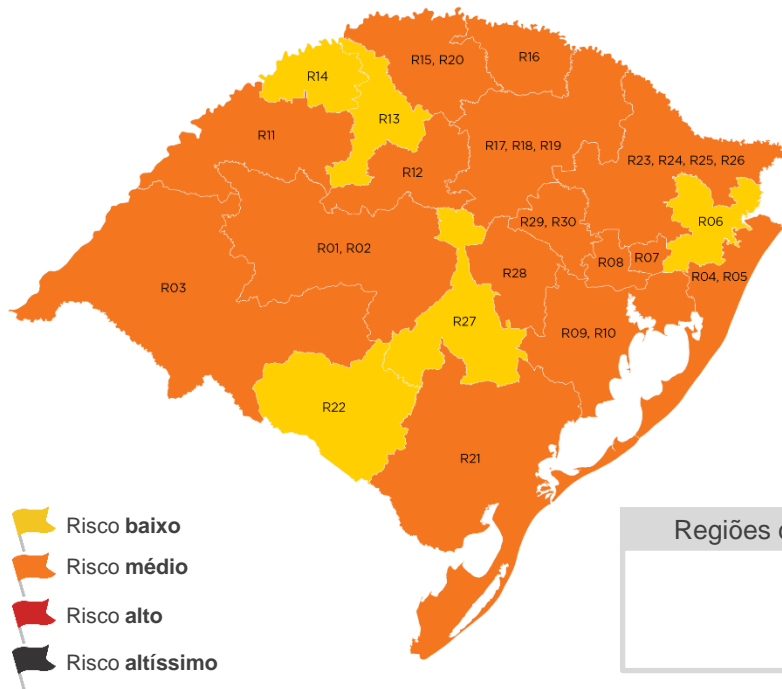 R15, R20
R16
R14
R13
R11
R17, R18, R19
R12
R23, R24, R25, R26
R06
R29, R30
R01, R02
R08
R07
R28
R04, R05
R03
R27
R09, R10
R22
R21
Risco baixo
Risco médio
Risco alto
Risco altíssimo
Regiões